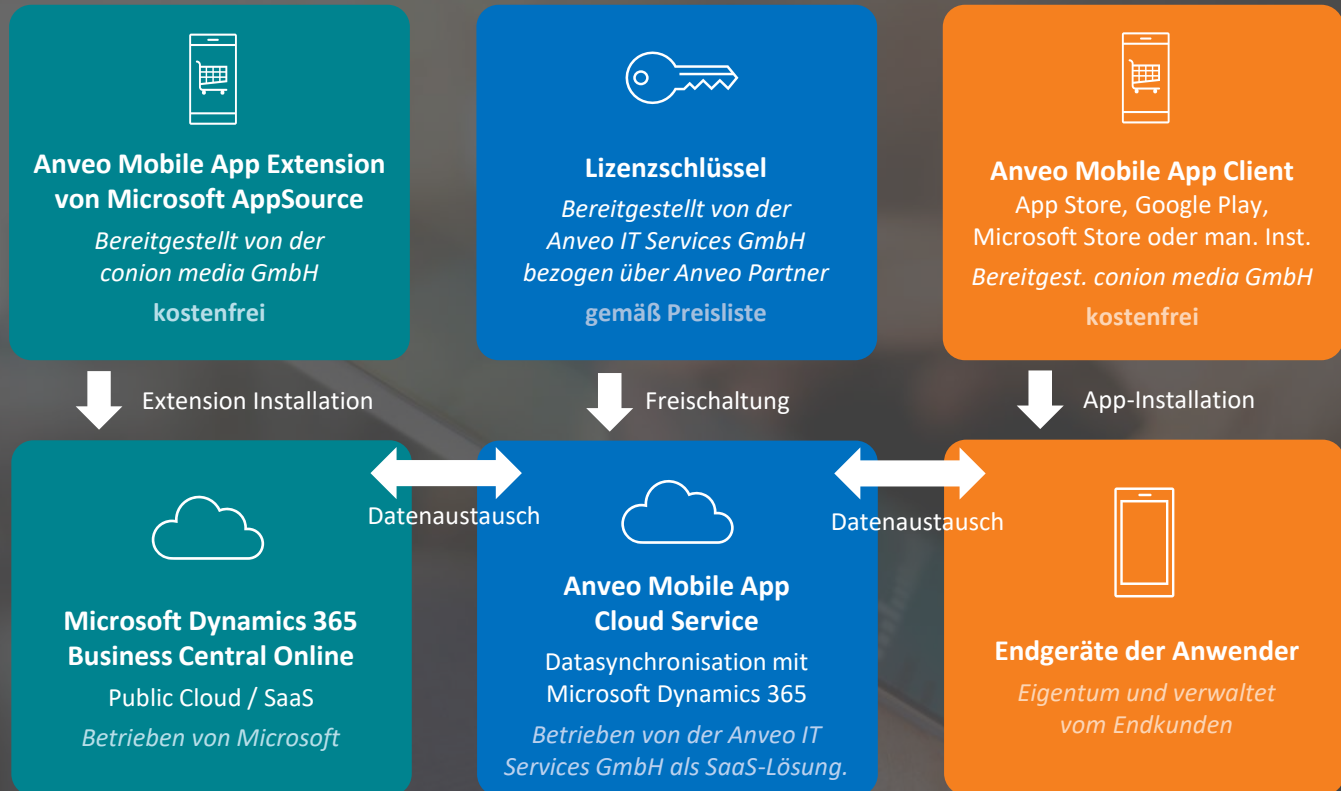 Anveo Mobile App Extension
von Microsoft AppSource
Bereitgestellt von der
conion media GmbH
kostenfrei
Lizenzschlüssel
Bereitgestellt von der
Anveo IT Services GmbH
bezogen über Anveo Partner
gemäß Preisliste
Anveo Mobile App Client
App Store, Google Play,
Microsoft Store oder man. Inst.
Bereitgest. conion media GmbH
kostenfrei
Extension Installation
Freischaltung
App-Installation
Datenaustausch
Datenaustausch
Microsoft Dynamics 365
Business Central Online
Public Cloud / SaaS
Betrieben von Microsoft
Anveo Mobile App
Cloud Service
Datasynchronisation mit
Microsoft Dynamics 365
Betrieben von der Anveo IT
Services GmbH als SaaS-Lösung.
Endgeräte der Anwender
Eigentum und verwaltet
vom Endkunden